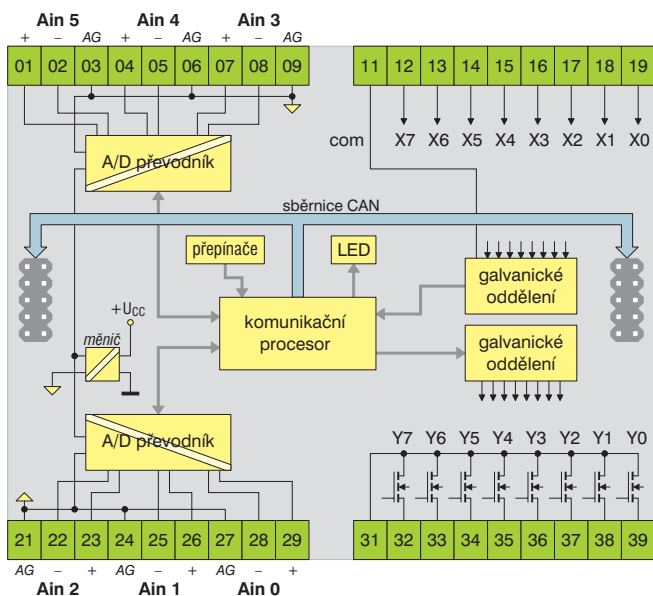 Ain 5 Ain 4 Ain 3
+ − AG + − AG + − AG
01 02 03 04 05 06 07 08 09
11 12 13 14 15 16 17 18 19
com X7 X6 X5 X4 X3 X2 X1 X0
A/D převodník
sběrnice CAN
přepínače
LED
galvanické
oddělení
+UCC
měnič
komunikační
procesor
galvanické
oddělení
A/D převodník
Y7 Y6 Y5 Y4 Y3 Y2 Y1 Y0
21 22 23 24 25 26 27 28 29
31 32 33 34 35 36 37 38 39
AG − + AG − + AG − +
Ain 2 Ain 1 Ain 0